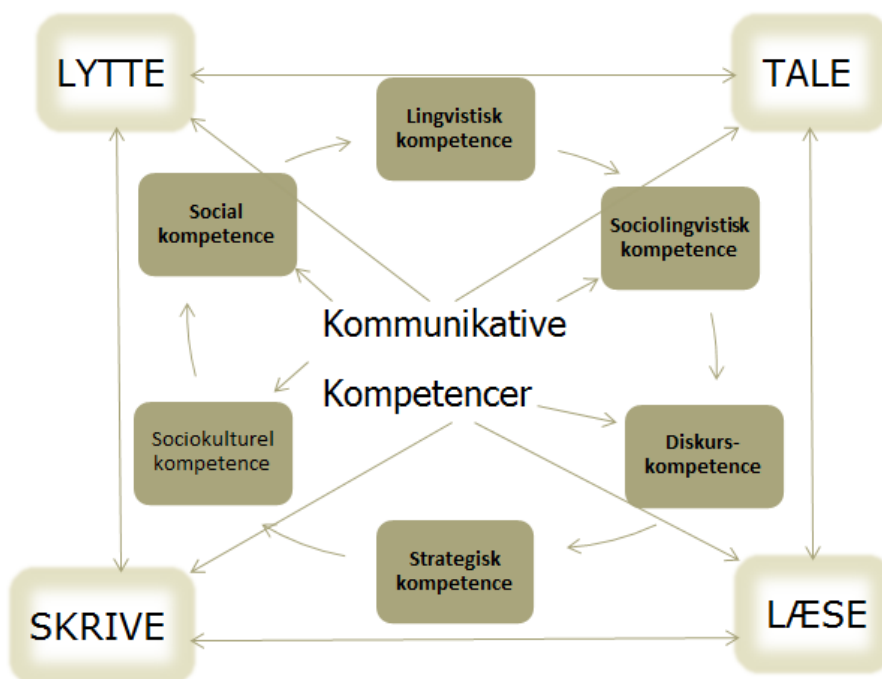 LYTTE
TALE
Lingvistisk
kompetence
Social
kompetence
Sociolingvistisk
kompetence
Kommunikative
Kompetencer
Sociokulturel
kompetence
Diskurs-
kompetence
Strategisk
kompetence
SKRIVE
LÆSE